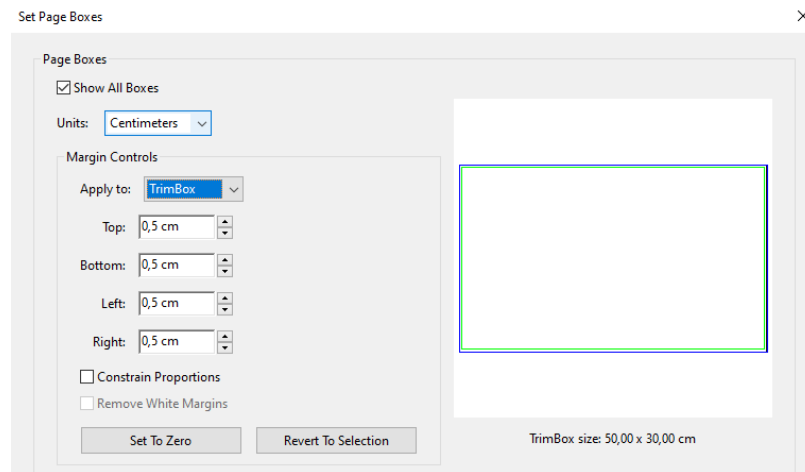 Set Page Boxes
Page Boxes
Show All Boxes
Units: Centimeters
Margin Controls
Apply to: TrimBox
Top: 0,5 cm
Bottom: 0,5 cm
Left: 0,5 cm
Right: 0,5 cm
Constrain Proportions
Remove White Margins
Set To Zero Revert To Selection
TrimBox size: 50,00 x 30,00 cm